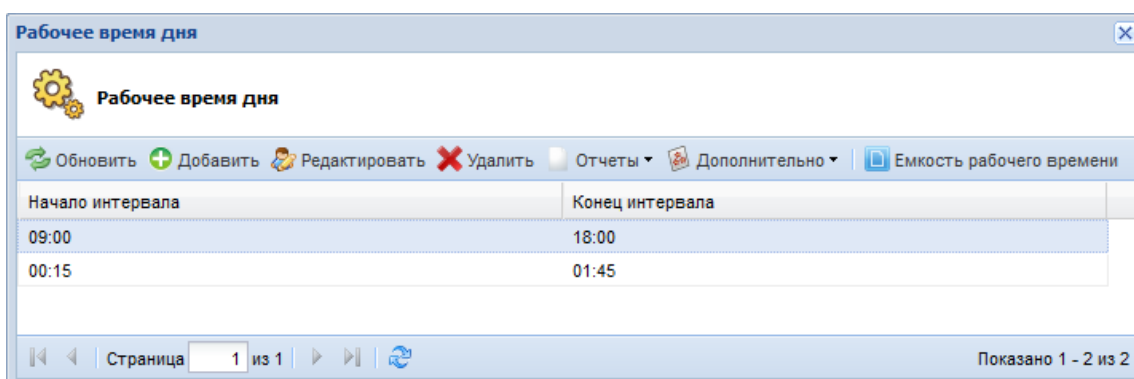 Рабочее время дня
Рабочее время дня
Обновить Добавить Редактировать Удалить Отчеты Дополнительно Емкость рабочего времени
Начало интервала Конец интервала
09:00 18:00
00:15 01:45
Страница 1 из 1 Показано 1 - 2 из 2